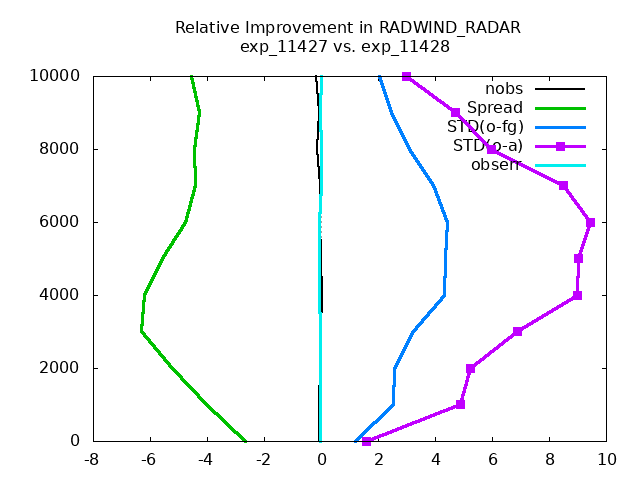 Relative Improvement in RADWIND_RADAR
exp_11427 vs. exp_11428
10000
8000
6000
4000
2000
0
-8 -6 -4 -2 0 2 4 6 8 10
nobs
Spread
STD(o-fg)
STD(o-a)
obserr